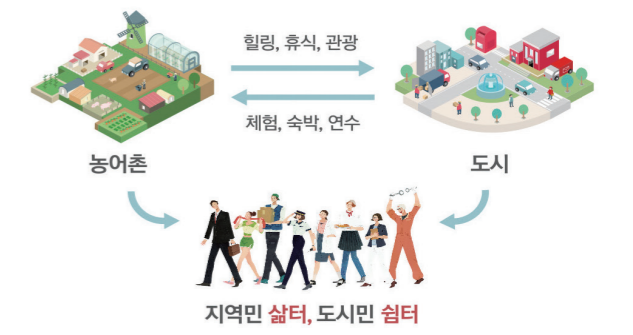 힐링, 휴식, 관광
체험, 숙박, 연수
농어촌
도시
지역민 삶터, 도시민 쉼터